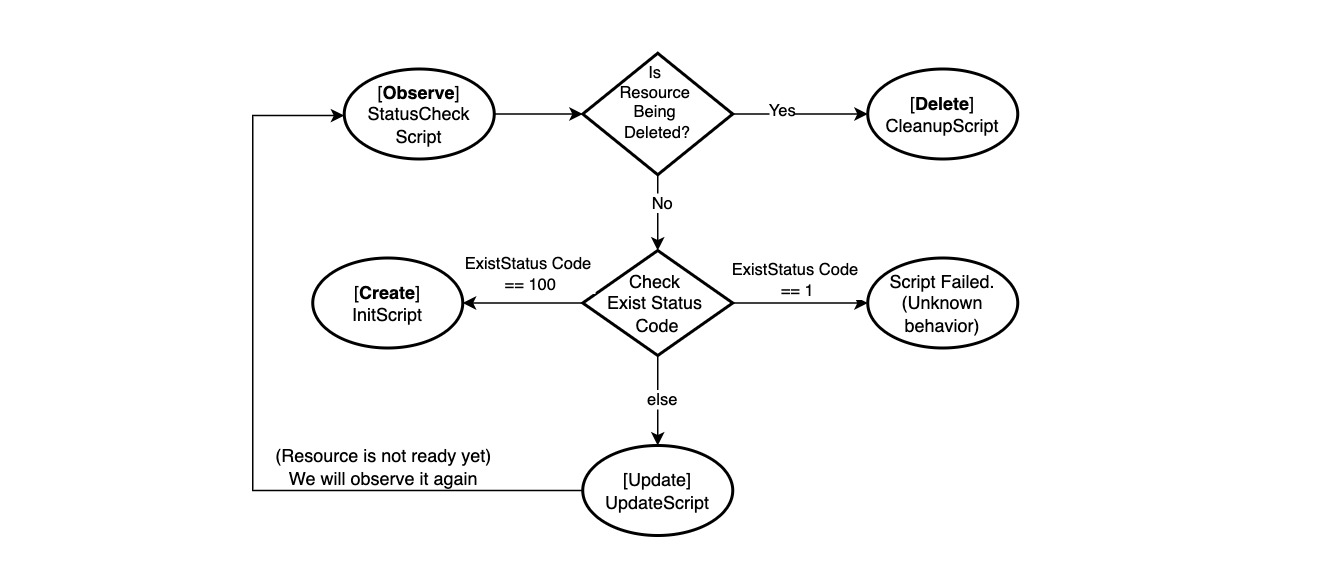 [Observe]
StatusCheck
Script
Is
Resource
Being
Deleted?
Yes
[Delete]
CleanupScript
No
[Create]
InitScript
ExistStatus Code
== 100
Check
Exist Status
Code
ExistStatus Code
== 1
Script Failed.
(Unknown
behavior)
else
(Resource is not ready yet)
We will observe it again
[Update]
UpdateScript